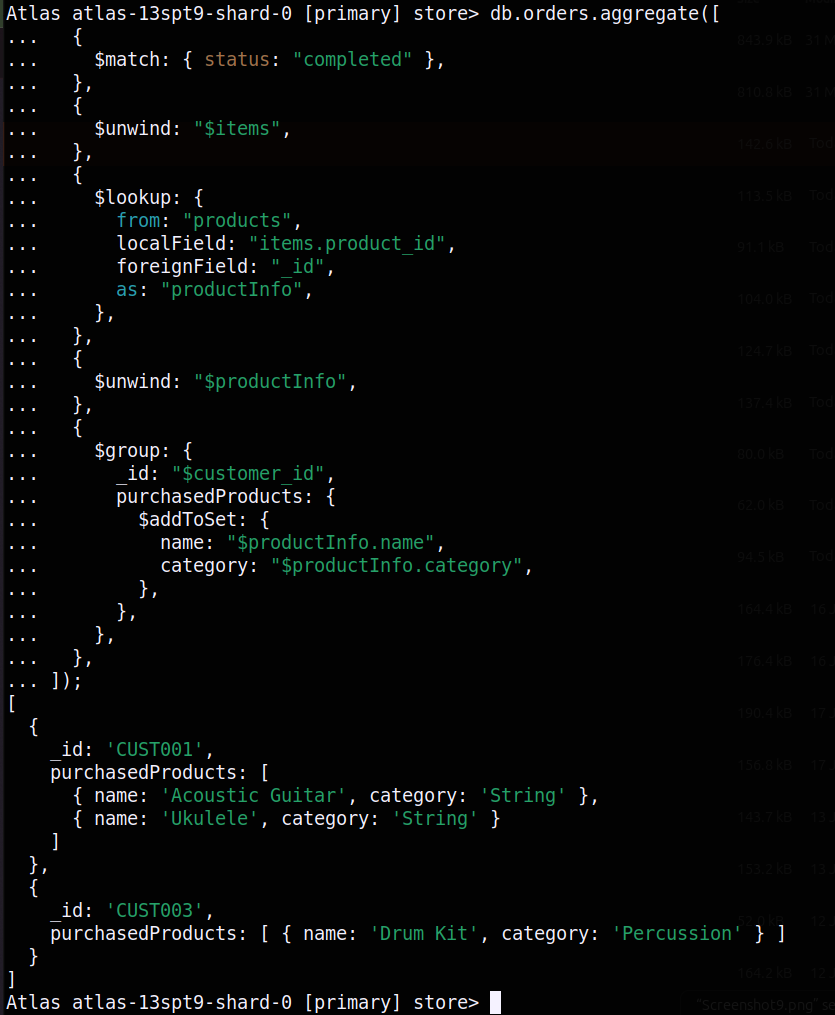 Atlas atlas-13spt9-shard-0 [primary] store> db.orders.aggregate([
...   {
...     $match: { status: "completed" },
...   },
...   {
...     $unwind: "$items",
...   },
...   {
...     $lookup: {
...       from: "products",
...       localField: "items.product_id",
...       foreignField: "_id",
...       as: "productInfo",
...     },
...   },
...   {
...     $unwind: "$productInfo",
...   },
...   {
...     $group: {
...       _id: "$customer_id",
...       purchasedProducts: {
...         $addToSet: {
...           name: "$productInfo.name",
...           category: "$productInfo.category",
...         },
...       },
...     },
...   },
... ]);
[
  {
    _id: 'CUST001',
    purchasedProducts: [
      { name: 'Acoustic Guitar', category: 'String' },
      { name: 'Ukulele', category: 'String' }
    ]
  },
  {
    _id: 'CUST003',
    purchasedProducts: [ { name: 'Drum Kit', category: 'Percussion' } ]
  }
]
Atlas atlas-13spt9-shard-0 [primary] store>